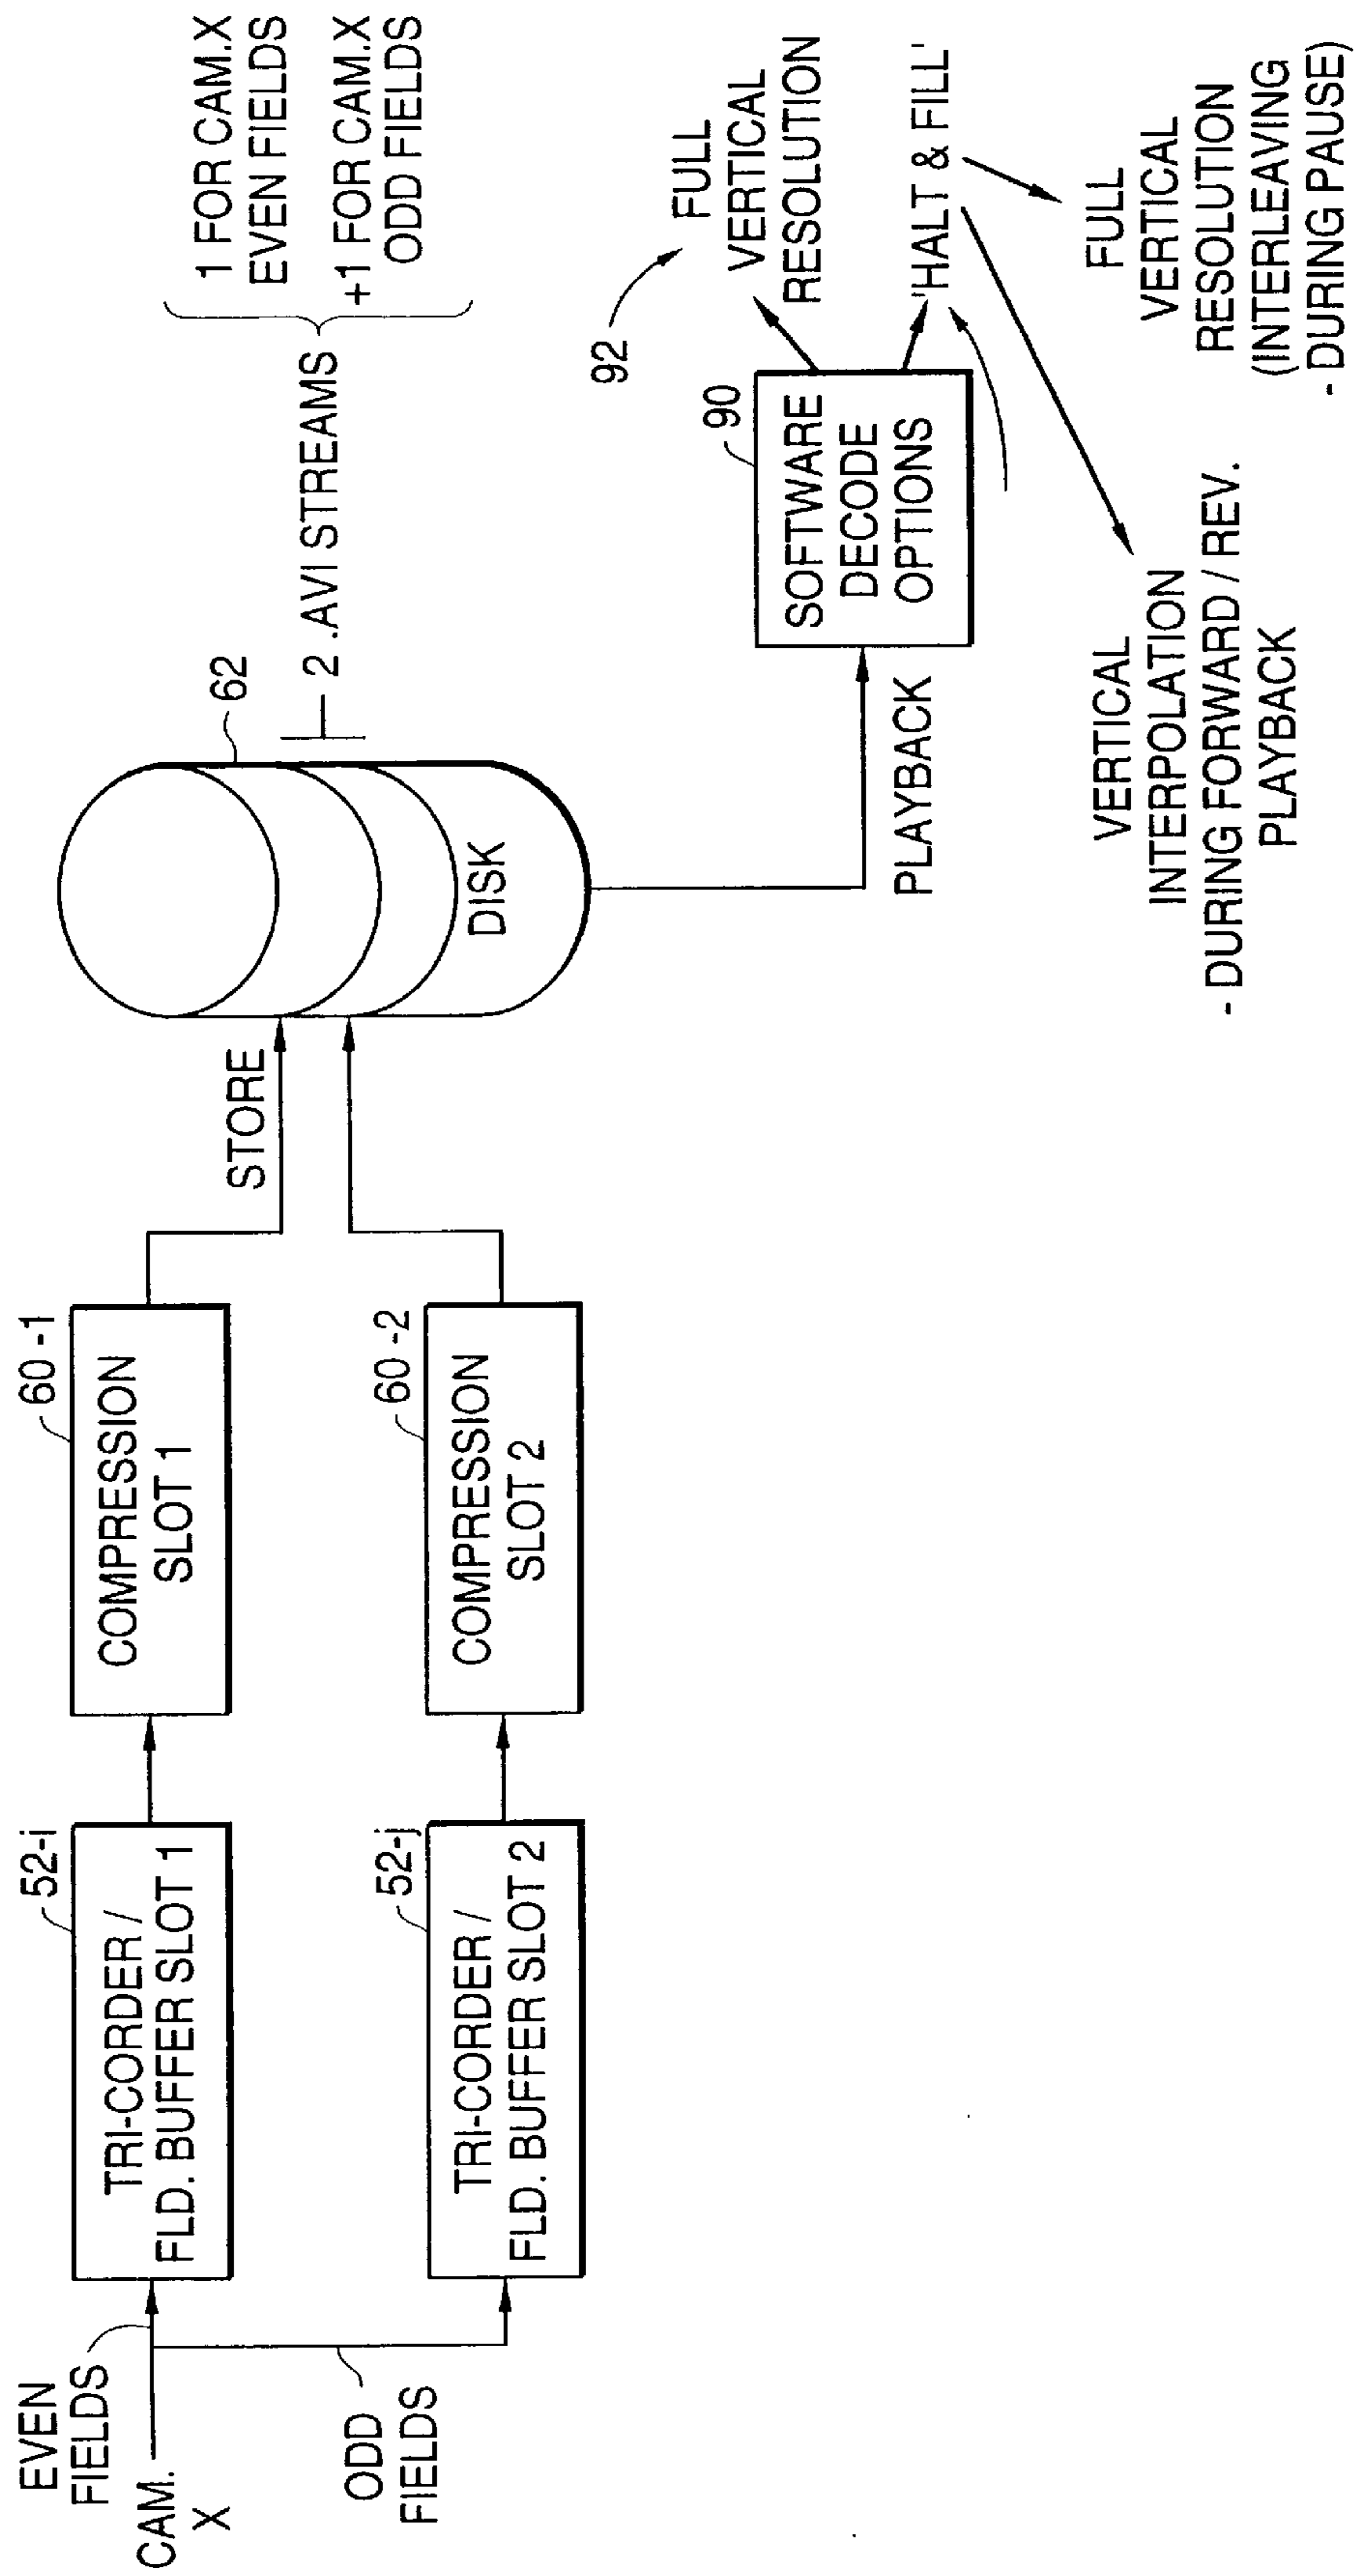 EVEN
FIELDS
CAM.
X
ODD
FIELDS
52-i
TRI-CORDER /
FLD. BUFFER SLOT 1
52-j
TRI-CORDER /
FLD. BUFFER SLOT 2
60-1
COMPRESSION
SLOT 1
60-2
COMPRESSION
SLOT 2
STORE
62
DISK
2 .AVI STREAMS
1 FOR CAM.X
EVEN FIELDS
+1 FOR CAM.X
ODD FIELDS
PLAYBACK
90
SOFTWARE
DECODE
OPTIONS
92
FULL
VERTICAL
RESOLUTION
'HALT & FILL'
VERTICAL
INTERPOLATION
- DURING FORWARD / REV.
PLAYBACK
FULL
VERTICAL
RESOLUTION
(INTERLEAVING
- DURING PAUSE)